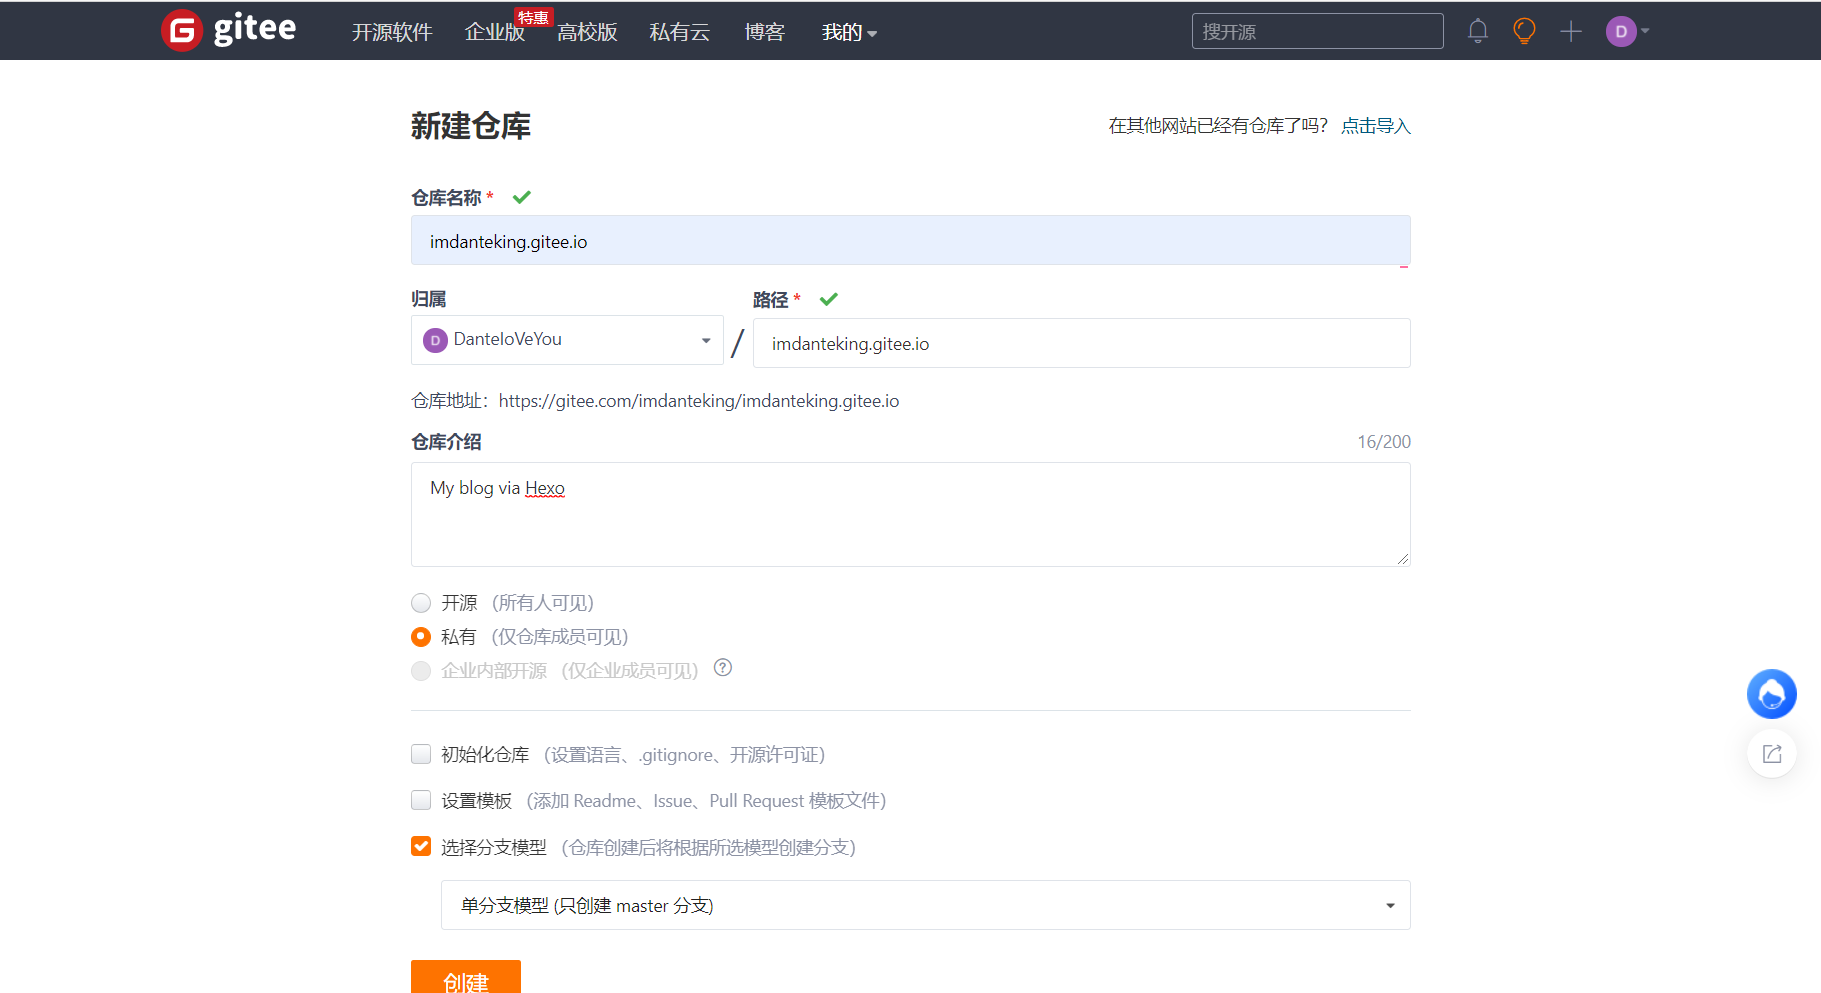 gitee 开源软件 企业版 特惠 高校版 私有云 博客 我的 搜开源 D
新建仓库 在其他网站已经有仓库了吗? 点击导入
仓库名称 *
imdanteking.gitee.io
归属 路径 *
D DanteloVeYou / imdanteking.gitee.io
仓库地址：https://gitee.com/imdanteking/imdanteking.gitee.io
仓库介绍 16/200
My blog via Hexo
开源 （所有人可见）
私有 （仅仓库成员可见）
企业内部开源 （仅企业成员可见） ?
初始化仓库 （设置语言、.gitignore、开源许可证）
设置模板 （添加 Readme、Issue、Pull Request 模板文件）
选择分支模型 （仓库创建后将根据所选模型创建分支）
单分支模型 (只创建 master 分支)
创建